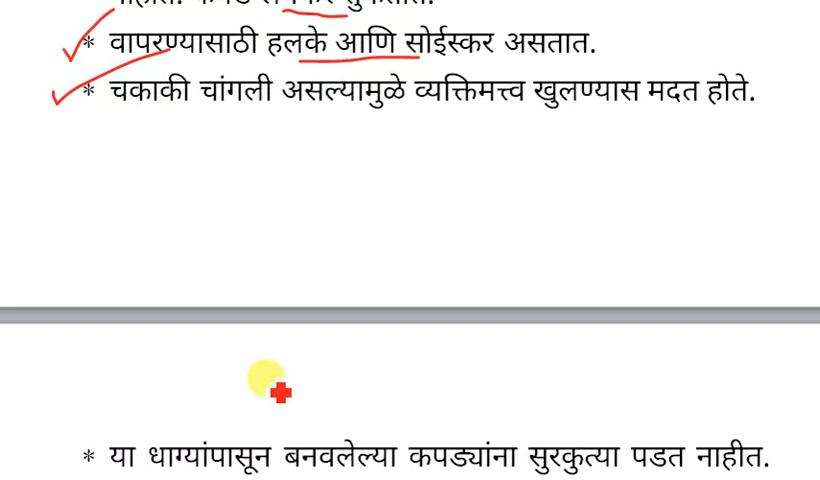 * वापरण्यासाठी हलके आणि सोईस्कर असतात.
* चकाकी चांगली असल्यामुळे व्यक्तिमत्त्व खुलण्यास मदत होते.
* या धाग्यांपासून बनवलेल्या कपड्यांना सुरकुत्या पडत नाहीत.